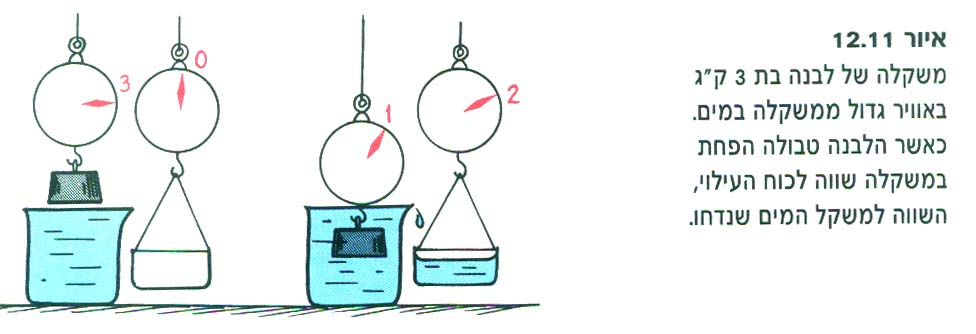 איור 12.11
משקלה של לבנה בת 3 ק״ג
באוויר גדול ממשקלה במים.
כאשר הלבנה טבולה הפחת
במשקלה שווה לכוח העילוי,
השווה למשקל המים שנדחו.
3
0
1
2